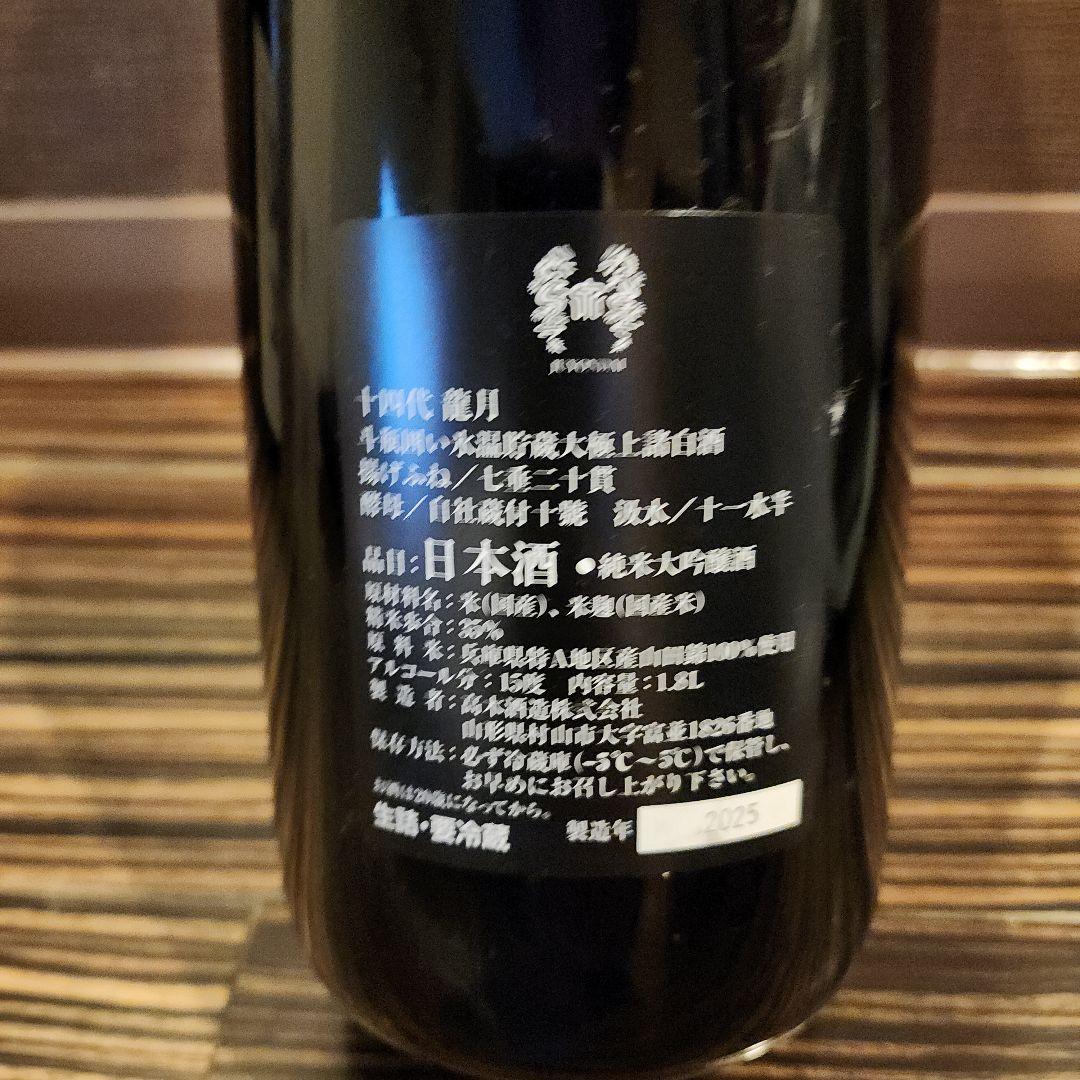 十四代 龍月
斗瓶囲い氷温貯蔵大極上諸白酒
揚げふね／七垂二十貫
酵母／自社蔵付十號 汲水／十一水半
品目：日本酒 ●純米大吟醸酒
原材料名：米(国産)、米麹(国産米)
精米歩合：35%
原料米：兵庫県特A地区産山田錦100%使用
アルコール分：15度 内容量：1.8L
製造者：高木酒造株式会社
山形県村山市大字富並1826番地
保存方法：必ず冷蔵庫(-5℃～5℃)で保管し、
お早めにお召し上がり下さい。
お酒は20歳になってから。
生詰・要冷蔵 製造年 2025